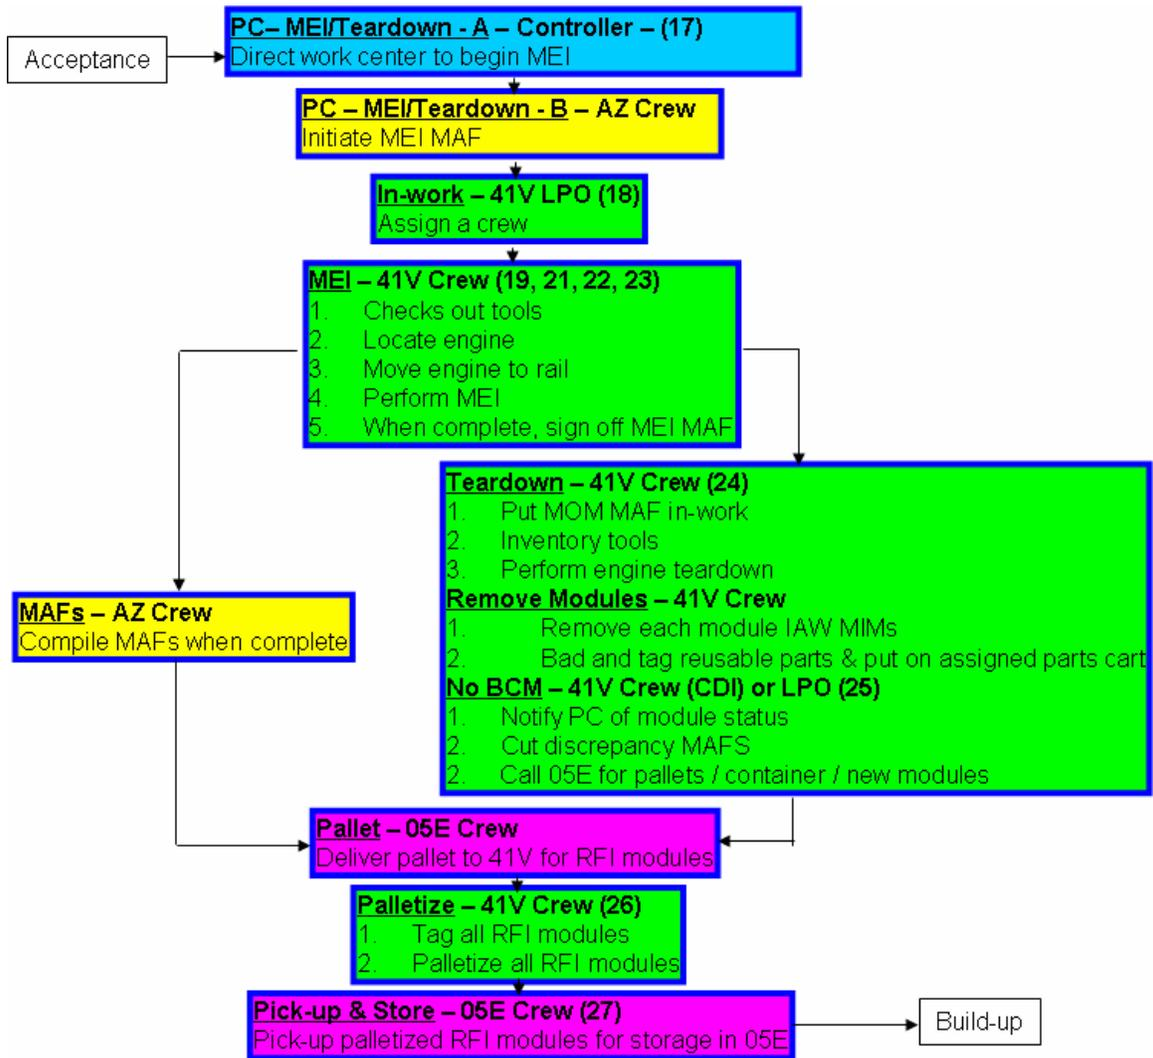 Acceptance
PC– MEI/Teardown - A – Controller – (17)
Direct work center to begin MEI
PC – MEI/Teardown - B – AZ Crew
Initiate MEI MAF
In-work – 41V LPO (18)
Assign a crew
MEI – 41V Crew (19, 21, 22, 23)
1. Checks out tools
2. Locate engine
3. Move engine to rail
4. Perform MEI
5. When complete, sign off MEI MAF
Teardown – 41V Crew (24)
1. Put MOM MAF in-work
2. Inventory tools
3. Perform engine teardown
Remove Modules – 41V Crew
1. Remove each module IAW MIMs
2. Bad and tag reusable parts & put on assigned parts cart
No BCM – 41V Crew (CDI) or LPO (25)
1. Notify PC of module status
2. Cut discrepancy MAFS
2. Call 05E for pallets / container / new modules
MAFs – AZ Crew
Compile MAFs when complete
Pallet – 05E Crew
Deliver pallet to 41V for RFI modules
Palletize – 41V Crew (26)
1. Tag all RFI modules
2. Palletize all RFI modules
Pick-up & Store – 05E Crew (27)
Pick-up palletized RFI modules for storage in 05E
Build-up